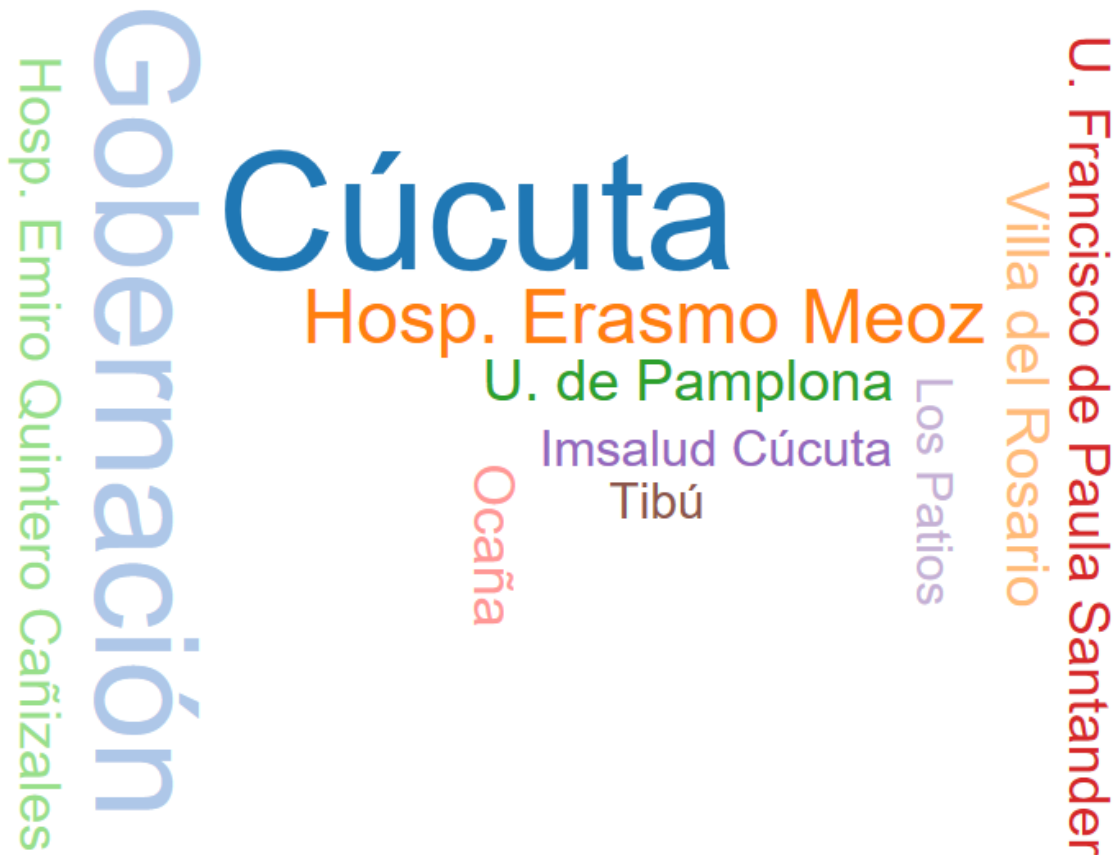 Hosp. Emiro Quintero Cañizales
Gobernación
Cúcuta
Hosp. Erasmo Meoz
U. de Pamplona
Imsalud Cúcuta
Tibú
Ocaña
Los Patios
Villa del Rosario
U. Francisco de Paula Santander